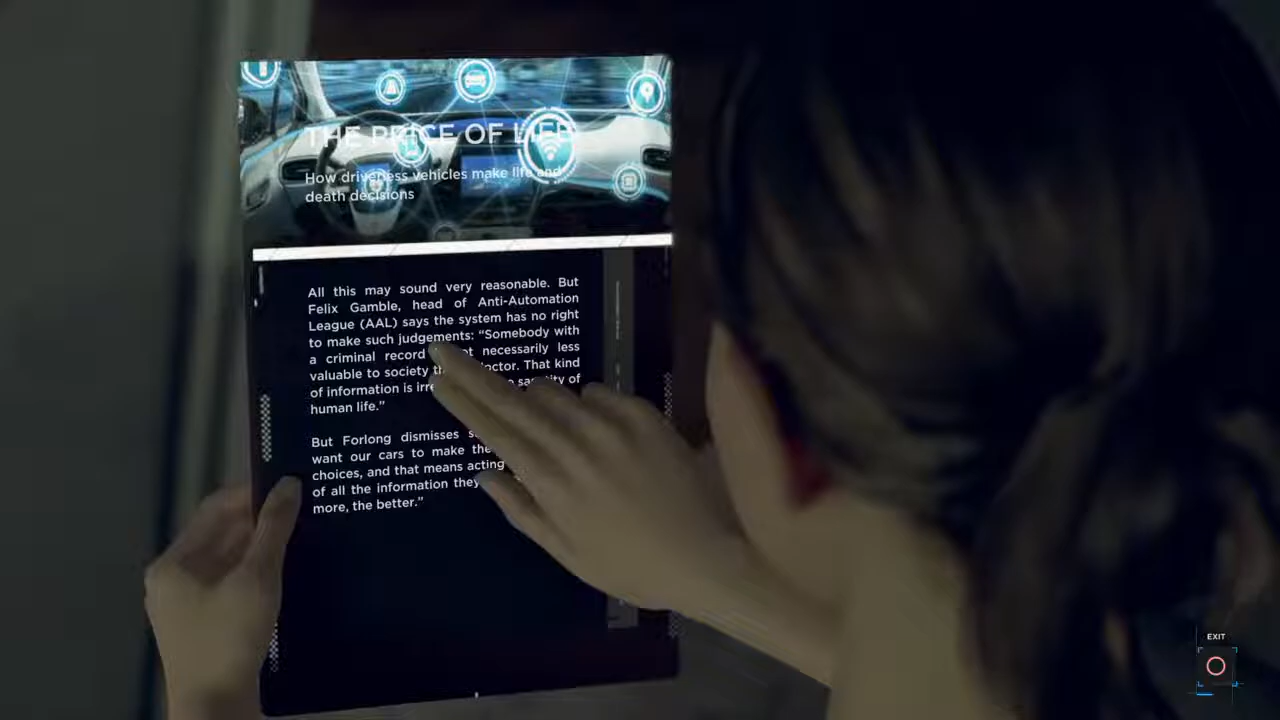 THE PRICE OF LIFE
How driverless vehicles make life and
death decisions
All this may sound very reasonable. But
Felix Gamble, head of Anti-Automation
League (AAL) says the system has no right
to make such judgements: “Somebody with
a criminal record not necessarily less
valuable to society doctor. That kind
of information is sanctity of
human life.”
But Forlong dismisses
want our cars to make the
choices, and that means acting
of all the information they
more, the better.”
EXIT